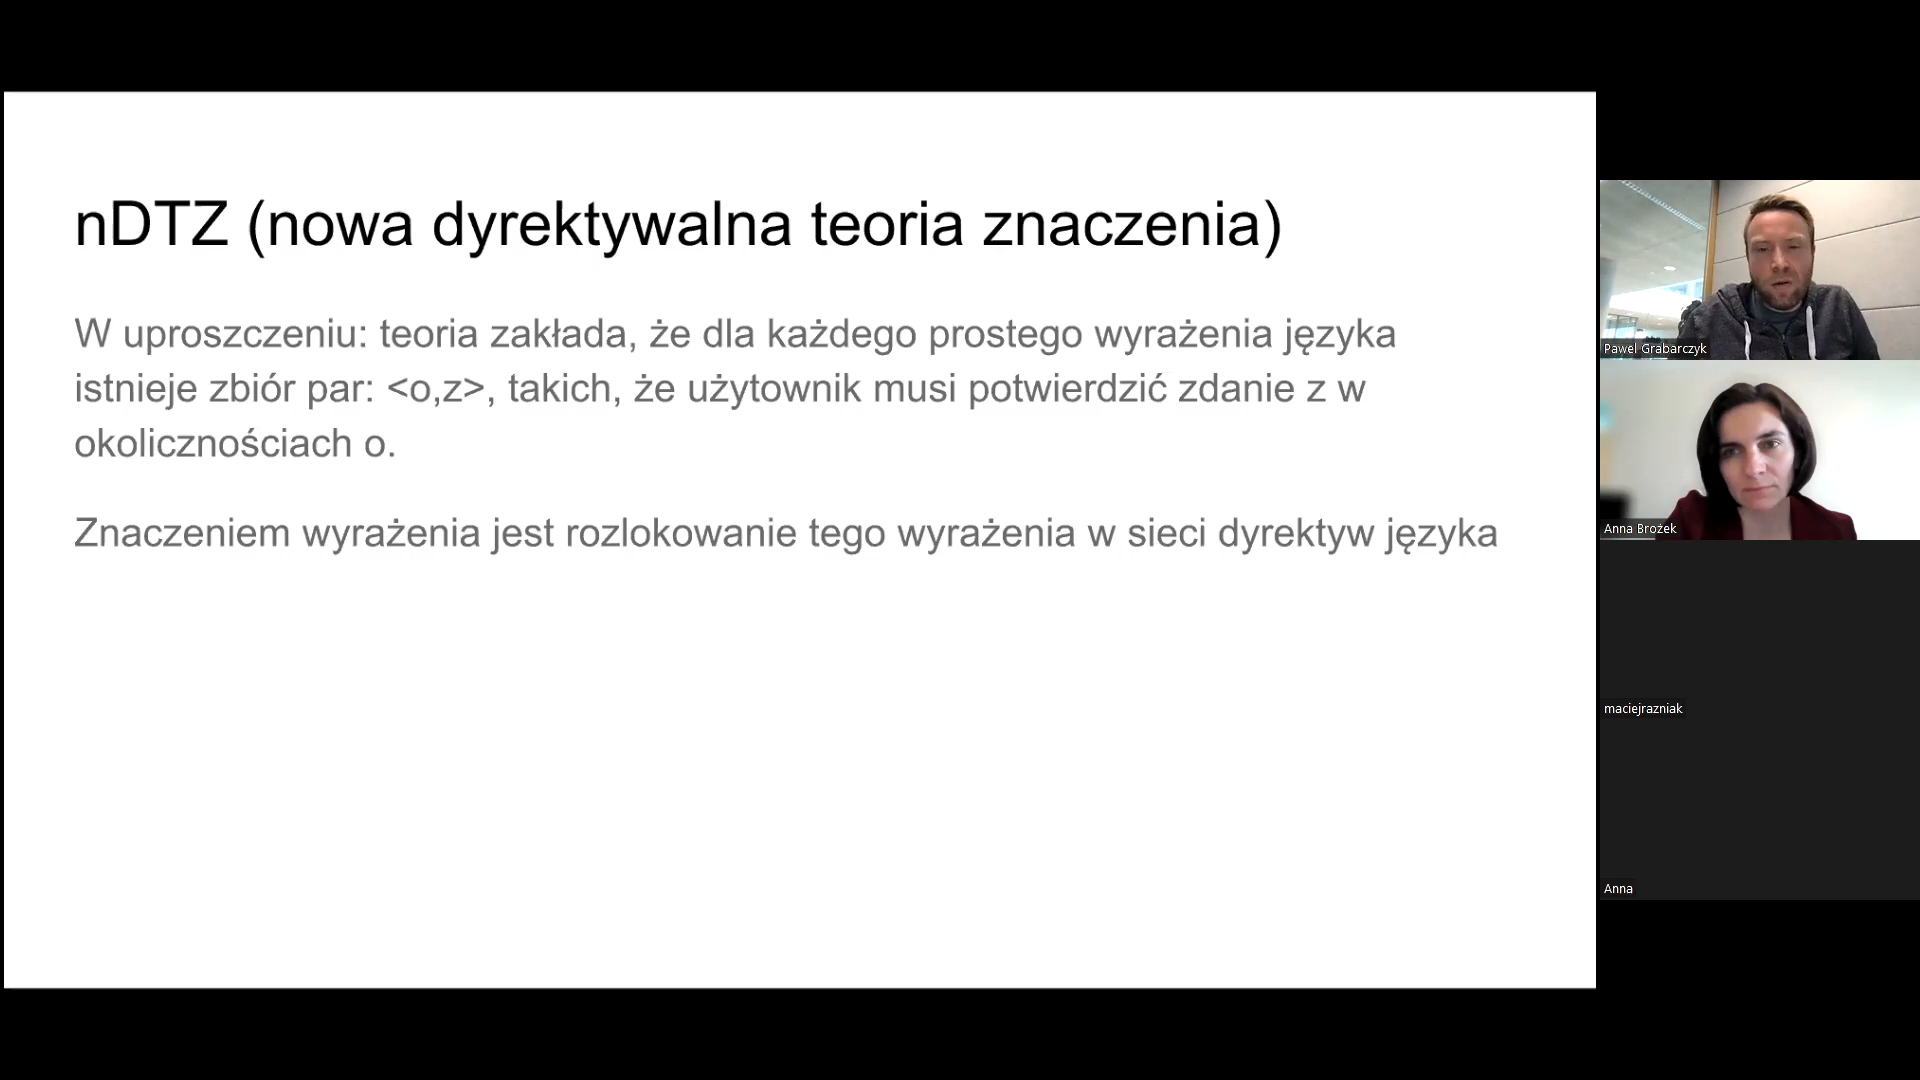 nDTZ (nowa dyrektywalna teoria znaczenia)
W uproszczeniu: teoria zakłada, że dla każdego prostego wyrażenia języka
istnieje zbiór par: <o,z>, takich, że użytownik musi potwierdzić zdanie z w
okolicznościach o.
Znaczeniem wyrażenia jest rozlokowanie tego wyrażenia w sieci dyrektyw języka
Pawel Grabarczyk
Anna Brożek
maciejrazniak
Anna